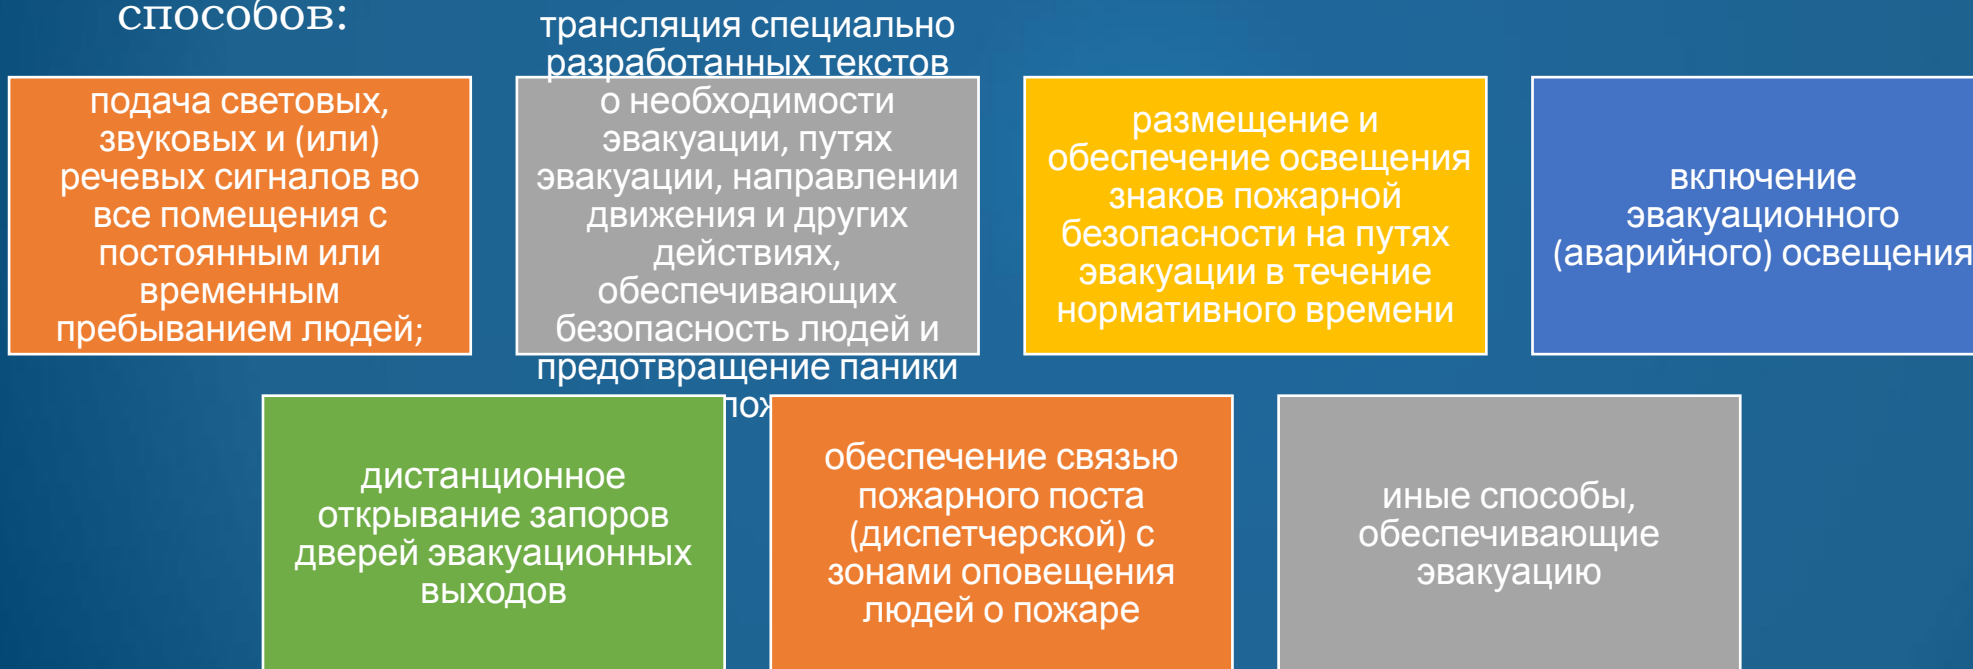 способов:
подача световых,
звуковых и (или)
речевых сигналов во
все помещения с
постоянным или
временным
пребыванием людей;
трансляция специально
разработанных текстов
о необходимости
эвакуации, путях
эвакуации, направлении
движения и других
действиях,
обеспечивающих
безопасность людей и
предотвращение паники
размещение и
обеспечение освещения
знаков пожарной
безопасности на путях
эвакуации в течение
нормативного времени
включение
эвакуационного
(аварийного) освещения
дистанционное
открывание запоров
дверей эвакуационных
выходов
обеспечение связью
пожарного поста
(диспетчерской) с
зонами оповещения
людей о пожаре
иные способы,
обеспечивающие
эвакуацию